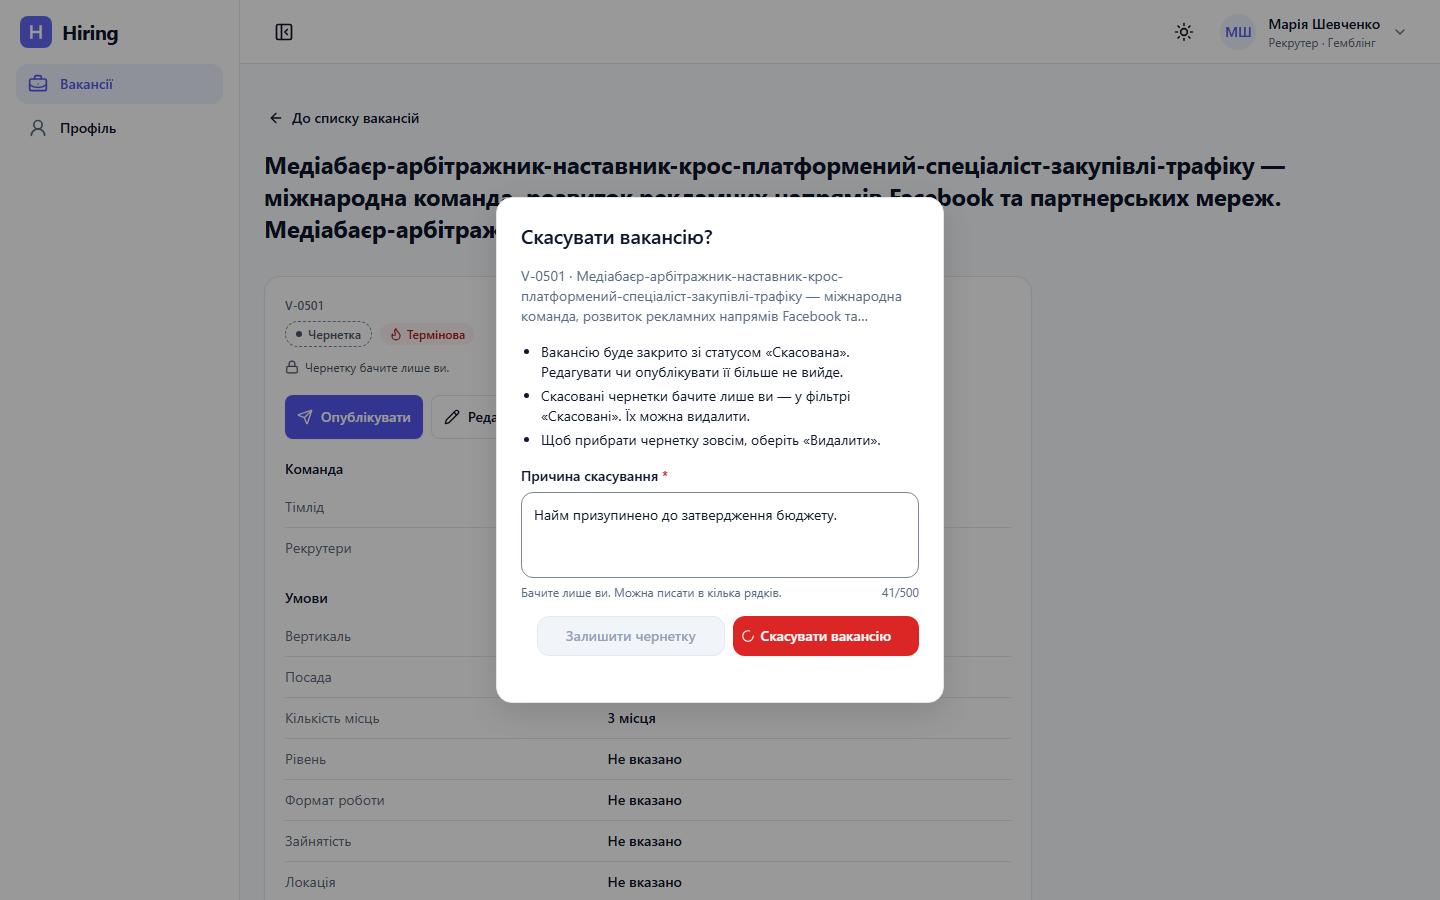 Hiring
Вакансії
Профіль
МШ
Марія Шевченко
Рекрутер · Гемблінг
До списку вакансій
Медіабаєр-арбітражник-наставник-крос-платформений-спеціаліст-закупівлі-трафіку —
міжнародна команда, розвиток рекламних напрямів Facebook та партнерських мереж.
Медіабаєр-арбітраж
V-0501
Чернетка
Термінова
Чернетку бачите лише ви.
Опублікувати
Реда
Команда
Тімлід
Рекрутери
Умови
Вертикаль
Посада
Кількість місць
3 місця
Рівень
Не вказано
Формат роботи
Не вказано
Зайнятість
Не вказано
Локація
Не вказано
Скасувати вакансію?
V-0501 · Медіабаєр-арбітражник-наставник-крос-
платформений-спеціаліст-закупівлі-трафіку — міжнародна
команда, розвиток рекламних напрямів Facebook та…
• Вакансію буде закрито зі статусом «Скасована».
Редагувати чи опублікувати її більше не вийде.
• Скасовані чернетки бачите лише ви — у фільтрі
«Скасовані». Їх можна видалити.
• Щоб прибрати чернетку зовсім, оберіть «Видалити».
Причина скасування *
Найм призупинено до затвердження бюджету.
Бачите лише ви. Можна писати в кілька рядків.
41/500
Залишити чернетку
Скасувати вакансію